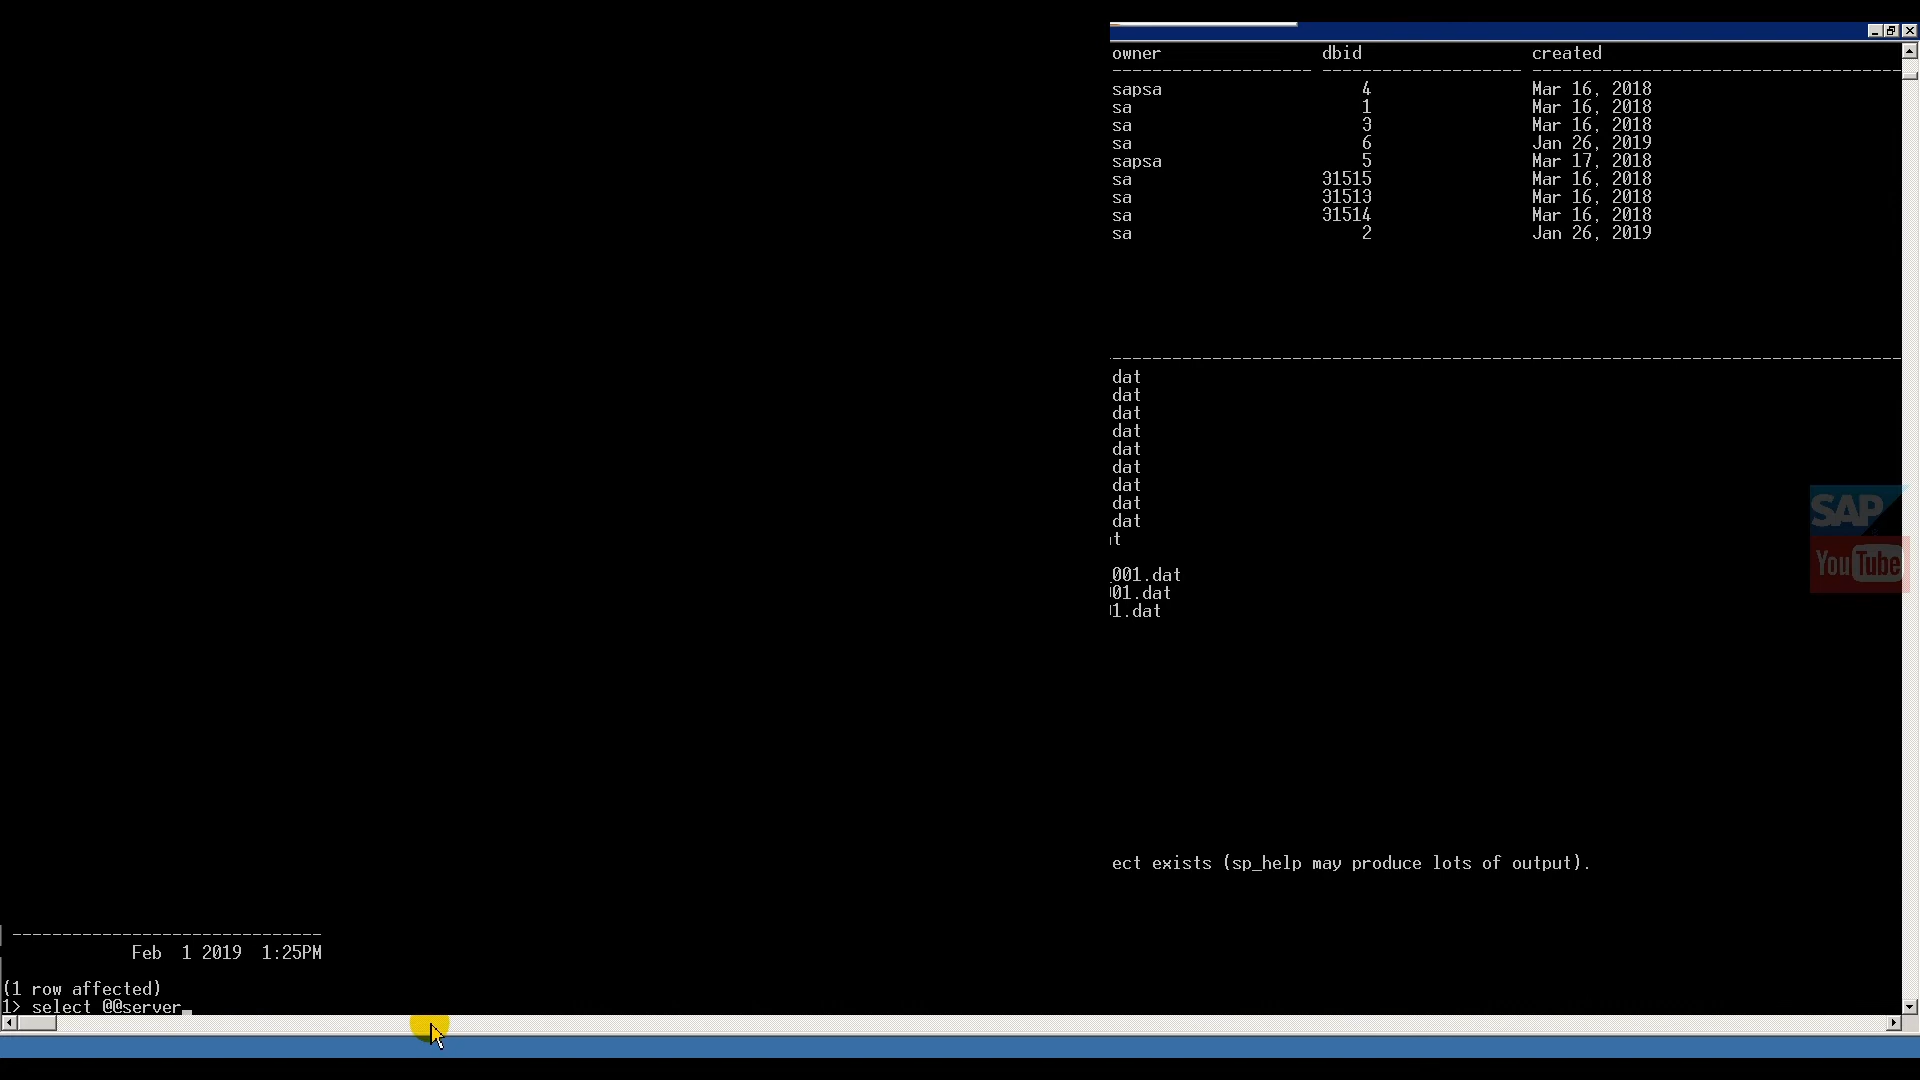 owner dbid created
-------------------- -------------------- -------------------------------------
sapsa 4 Mar 16, 2018
sa 1 Mar 16, 2018
sa 3 Mar 16, 2018
sa 6 Jan 26, 2019
sapsa 5 Mar 17, 2018
sa 31515 Mar 16, 2018
sa 31513 Mar 16, 2018
sa 31514 Mar 16, 2018
sa 2 Jan 26, 2019
dat
dat
dat
dat
dat
dat
dat
dat
dat
t
_001.dat
01.dat
1.dat
SAP
YouTube
ect exists (sp_help may produce lots of output).
-------------------------------
Feb 1 2019 1:25PM
(1 row affected)
1> select @@server_